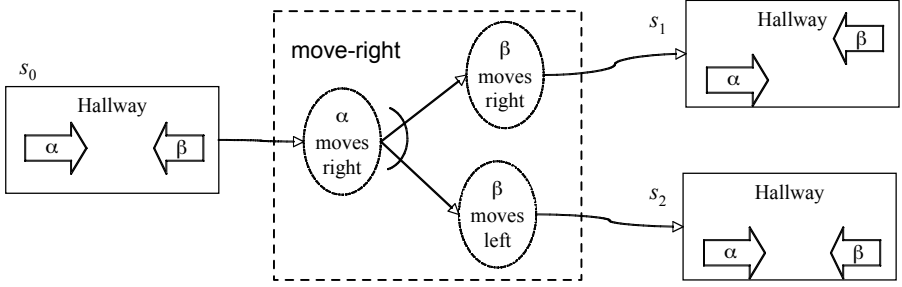 s0
Hallway
α
β
move-right
α
moves
right
β
moves
right
β
moves
left
s1
Hallway
β
α
s2
Hallway
α
β